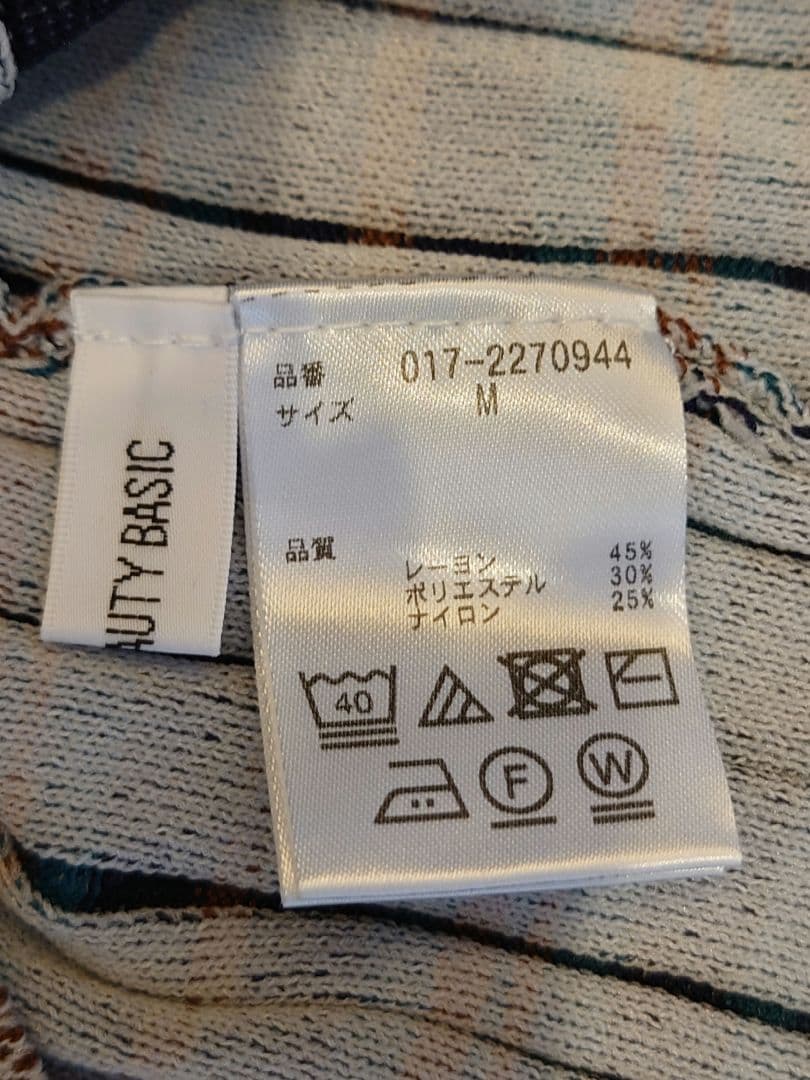 品番 017-2270944
サイズ M
品質
レーヨン 45%
ポリエステル 30%
ナイロン 25%
40
F W
AUTY BASIC